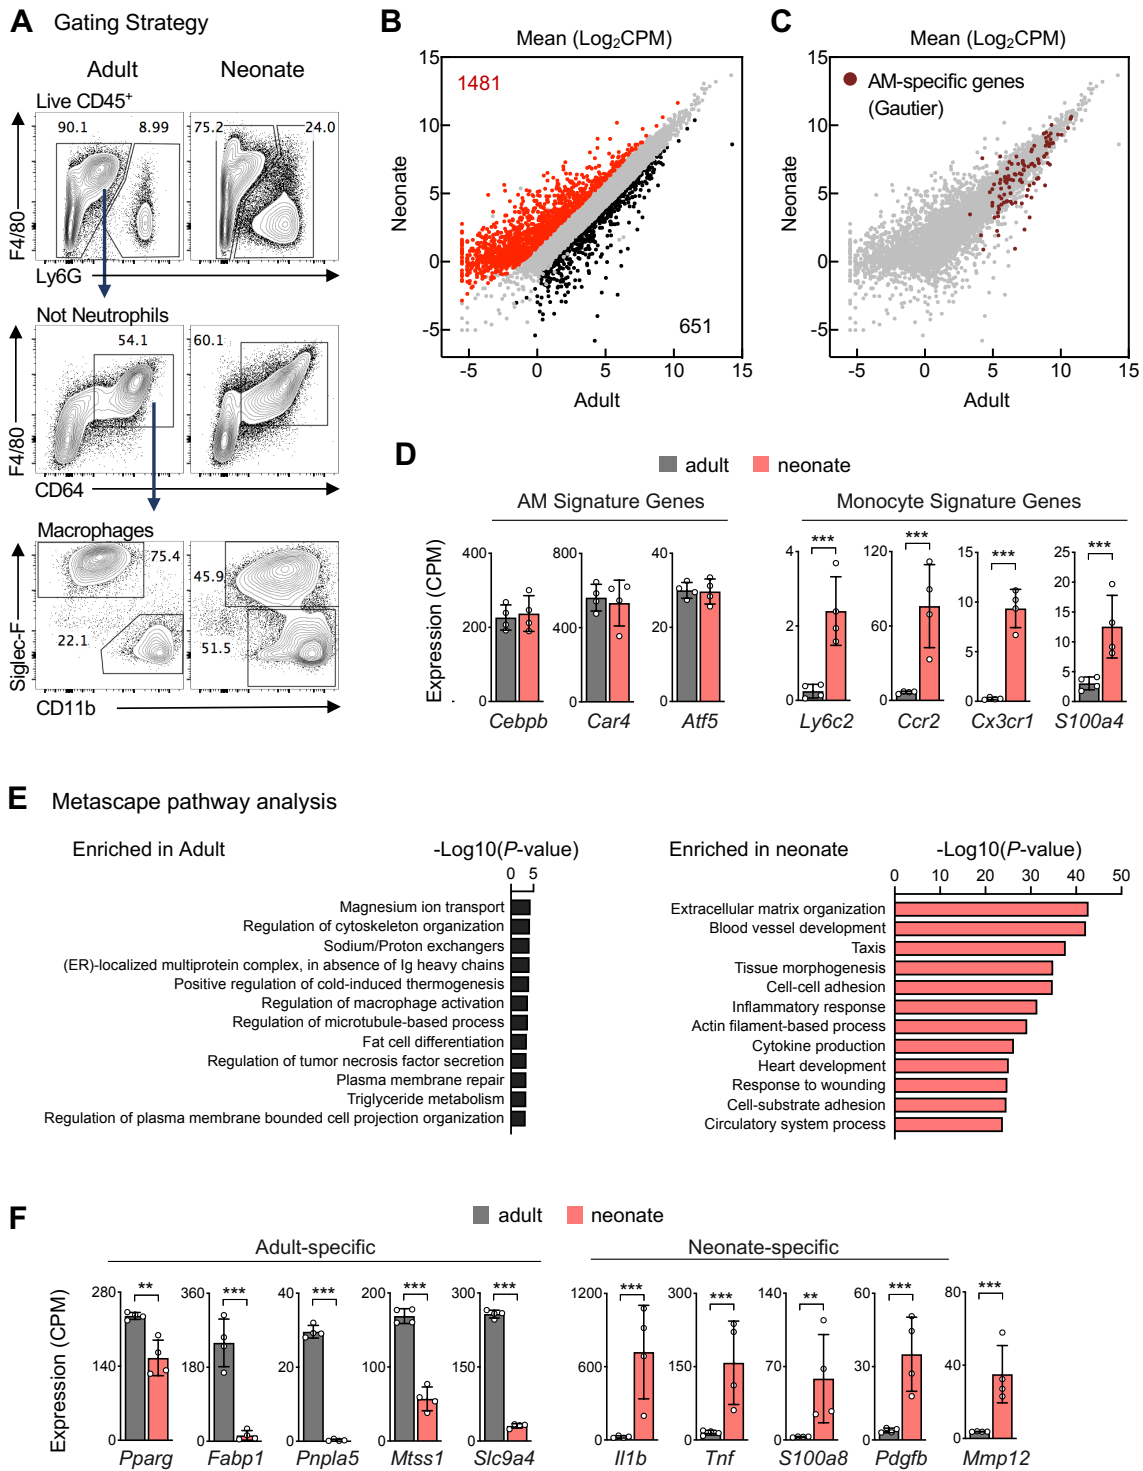 A Gating Strategy
Adult Neonate
Live CD45+
90.1 8.99 75.2 24.0
F4/80
Ly6G
Not Neutrophils
54.1 60.1
F4/80
CD64
Macrophages
75.4 45.9
22.1 51.5
Siglec-F
CD11b
B
Mean (Log2CPM)
1481
651
15
10
5
0
-5
Neonate
-5 0 5 10 15
Adult
C
Mean (Log2CPM)
AM-specific genes
(Gautier)
15
10
5
0
-5
Neonate
-5 0 5 10 15
Adult
D
adult neonate
AM Signature Genes Monocyte Signature Genes
Expression (CPM)
400 200 0
800 400 0
40 20 0
4 2 0
120 60 0
15 10 5 0
25 20 15 10 5 0
*** *** *** ***
Cebpb Car4 Atf5 Ly6c2 Ccr2 Cx3cr1 S100a4
E Metascape pathway analysis
Enriched in Adult -Log10(P-value)
0 5
Magnesium ion transport
Regulation of cytoskeleton organization
Sodium/Proton exchangers
(ER)-localized multiprotein complex, in absence of Ig heavy chains
Positive regulation of cold-induced thermogenesis
Regulation of macrophage activation
Regulation of microtubule-based process
Fat cell differentiation
Regulation of tumor necrosis factor secretion
Plasma membrane repair
Triglyceride metabolism
Regulation of plasma membrane bounded cell projection organization
Enriched in neonate -Log10(P-value)
0 10 20 30 40 50
Extracellular matrix organization
Blood vessel development
Taxis
Tissue morphogenesis
Cell-cell adhesion
Inflammatory response
Actin filament-based process
Cytokine production
Heart development
Response to wounding
Cell-substrate adhesion
Circulatory system process
F
adult neonate
Adult-specific Neonate-specific
Expression (CPM)
280 140 0
360 180 0
40 20 0
200 100 0
300 150 0
1200 600 0
300 150 0
140 70 0
60 30 0
80 40 0
** *** *** *** *** *** *** ** *** ***
Pparg Fabp1 Pnpla5 Mtss1 Slc9a4 Il1b Tnf S100a8 Pdgfb Mmp12